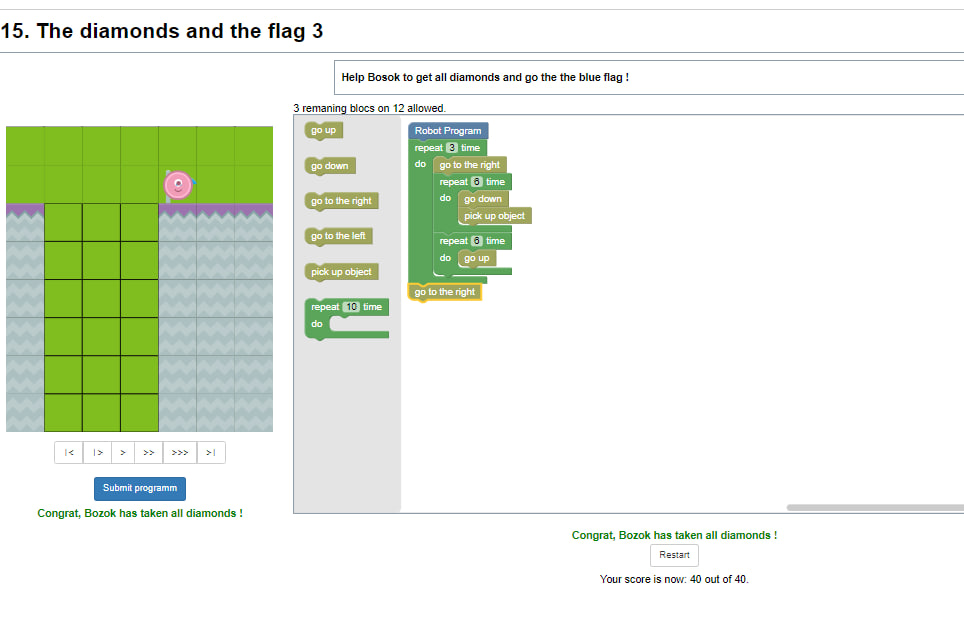 15. The diamonds and the flag 3
Help Bosok to get all diamonds and go the the blue flag !
3 remaning blocs on 12 allowed.
go up
go down
go to the right
go to the left
pick up object
repeat 10 time
do
Robot Program
repeat 3 time
do go to the right
repeat 6 time
do go down
pick up object
repeat 6 time
do go up
go to the right
|< |> > >> >>> >|
Submit programm
Congrat, Bozok has taken all diamonds !
Congrat, Bozok has taken all diamonds !
Restart
Your score is now: 40 out of 40.